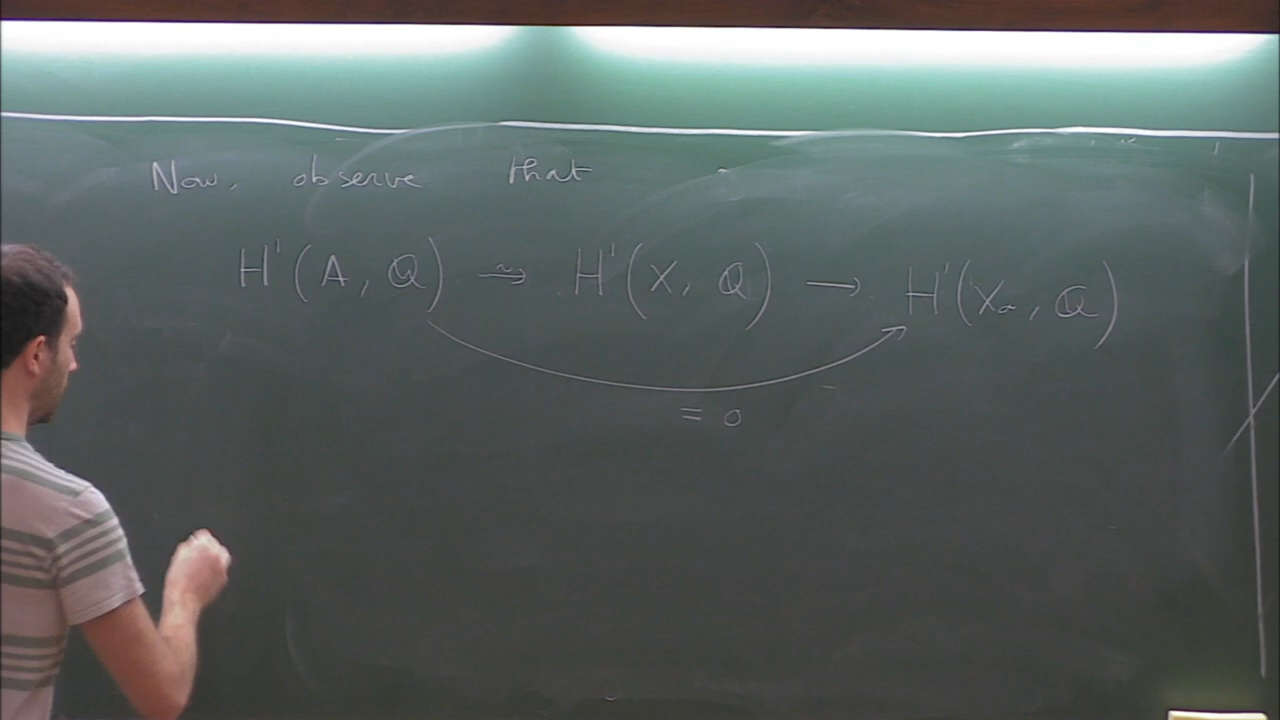 Now, observe that
H¹(A, ℚ) ⥲ H¹(X, ℚ) → H¹(Xₐ, ℚ)
= 0